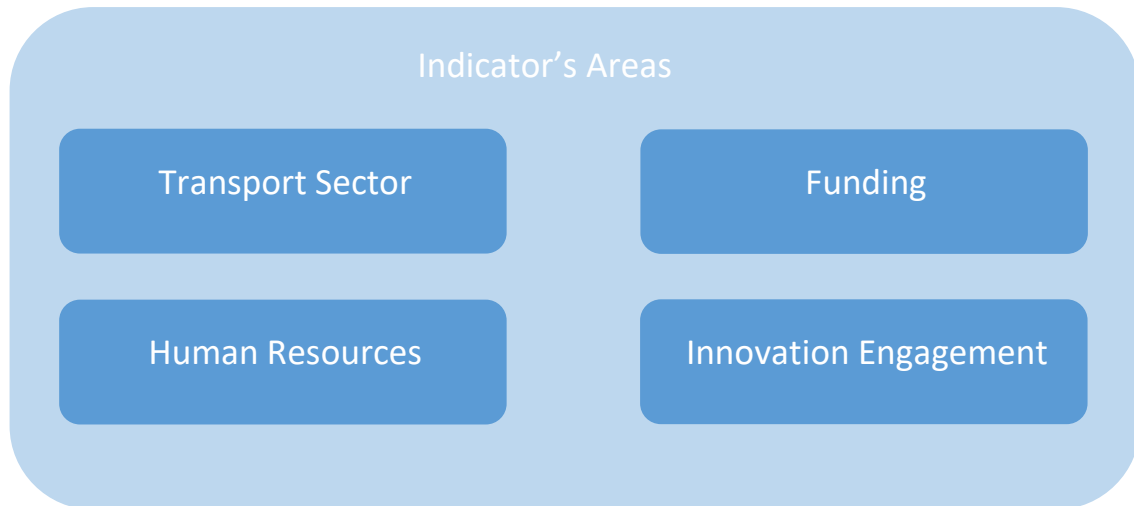 Indicator’s Areas
Transport Sector
Funding
Human Resources
Innovation Engagement